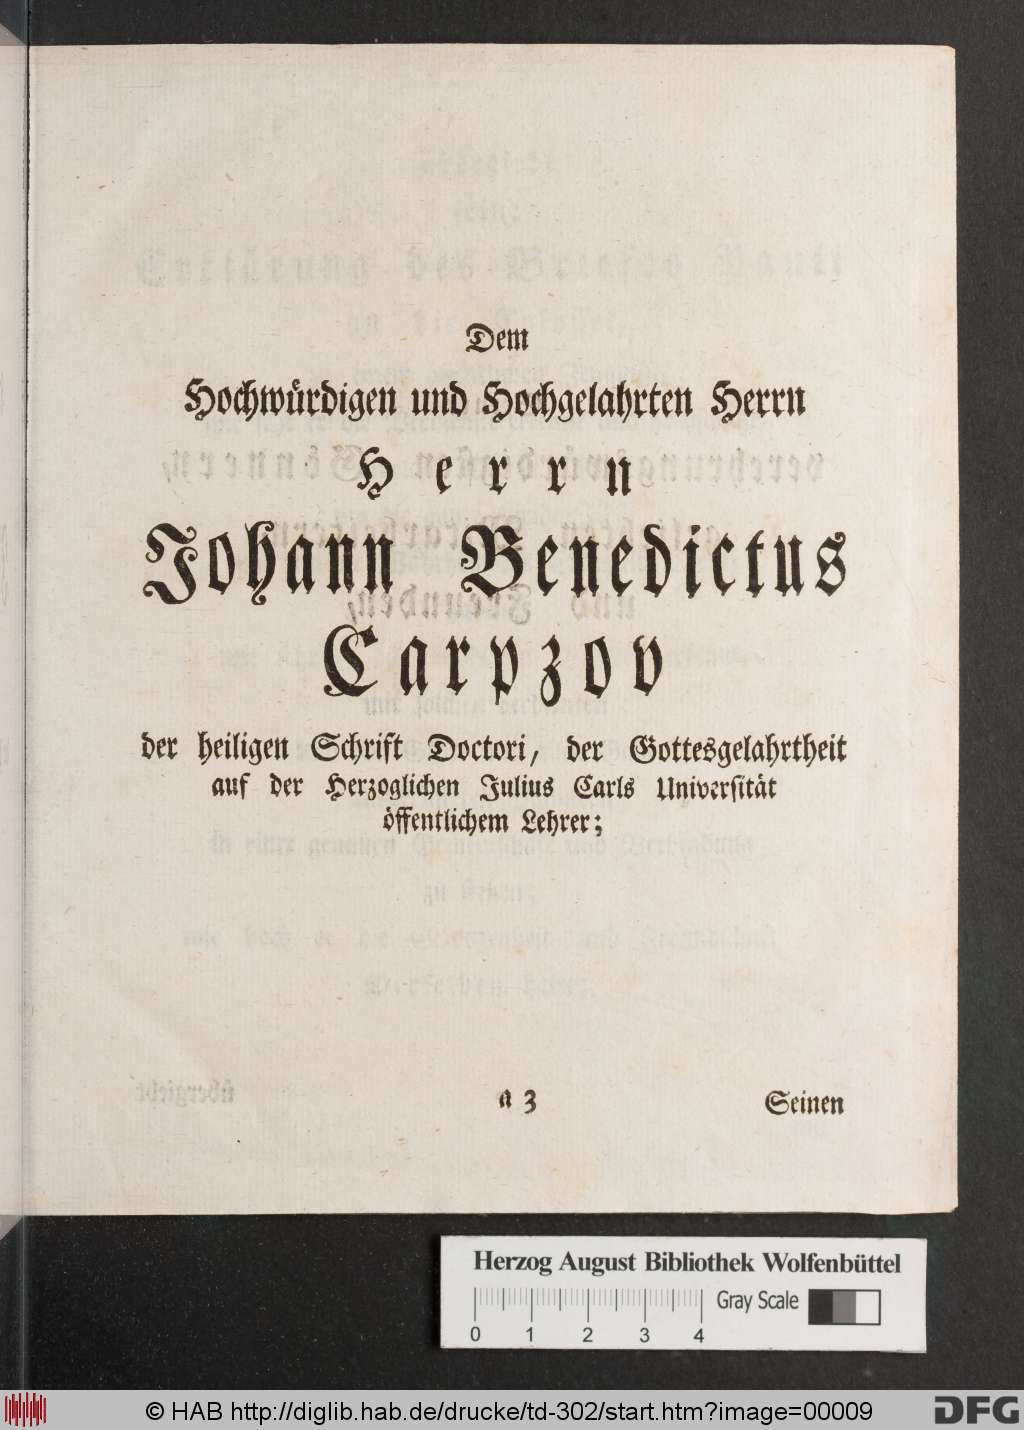 Dem
Hochwürdigen und Hochgelahrten Herrn
Herrn
Johann Benedictus
Carpzov
der heiligen Schrift Doctori, der Gottesgelahrtheit
auf der Herzoglichen Julius Carls Universität
öffentlichem Lehrer;
a 3
Seinen
Herzog August Bibliothek Wolfenbüttel
Gray Scale
0 1 2 3 4
© HAB http://diglib.hab.de/drucke/td-302/start.htm?image=00009
DFG